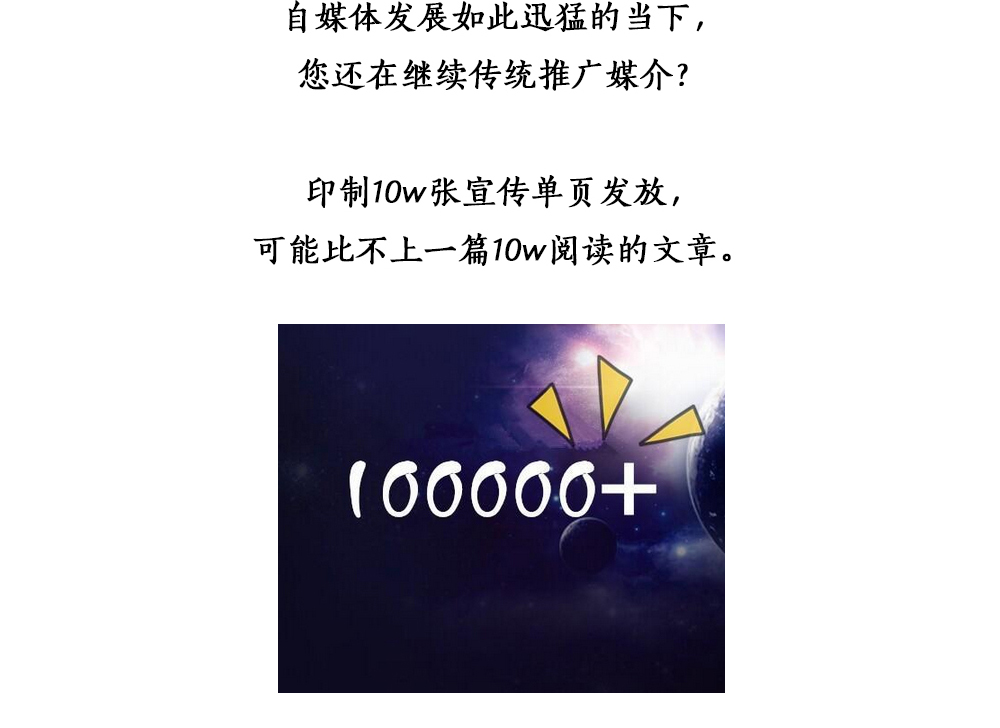 自媒体发展如此迅猛的当下，
您还在继续传统推广媒介？
印制10w张宣传单页发放，
可能比不上一篇10w阅读的文章。
100000+